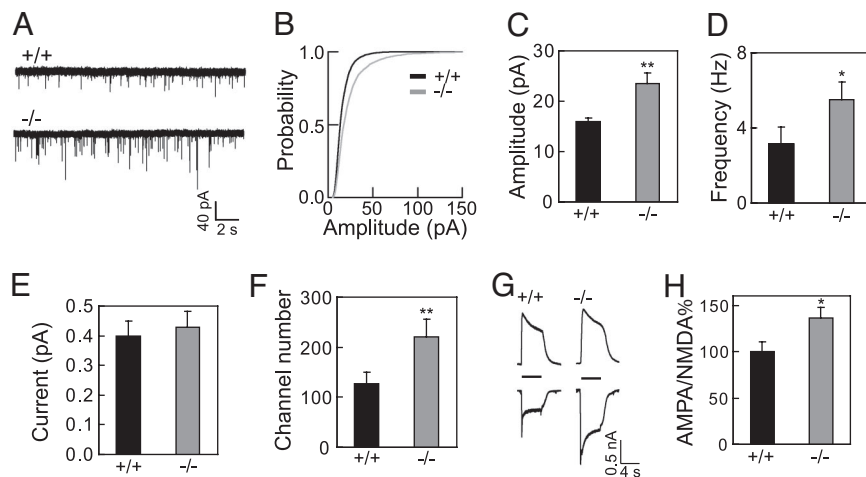 A
+/+
-/-
40 pA
2 s
B
Probability
1.0
0.5
0.0
0
50
100
150
Amplitude (pA)
+/+
-/-
C
Amplitude (pA)
30
20
10
0
**
+/+
-/-
D
Frequency (Hz)
8
4
0
*
+/+
-/-
E
Current (pA)
0.5
0.4
0.3
0.2
0.1
0.0
+/+
-/-
F
Channel number
300
200
100
0
**
+/+
-/-
G
+/+
-/-
0.5 nA
4 s
H
AMPA/NMDA%
150
100
50
0
*
+/+
-/-